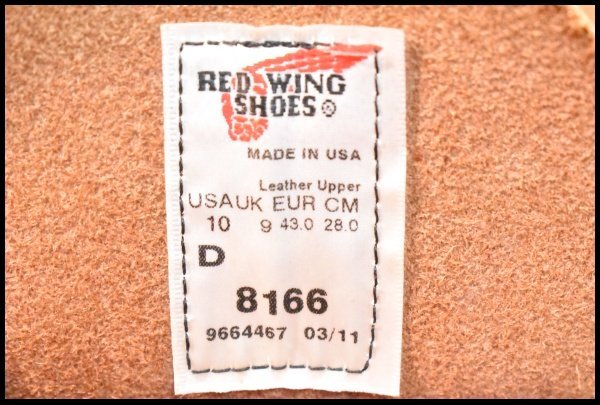 RED WING
SHOES®
MADE IN USA
Leather Upper
USA UK EUR CM
10 9 43.0 28.0
D
8166
9664467 03/11